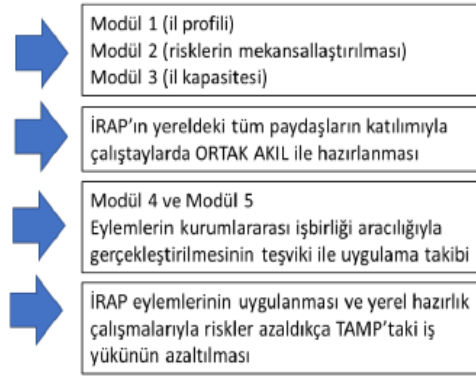 Modül 1 (il profili)
Modül 2 (risklerin mekansallaştırılması)
Modül 3 (il kapasitesi)
İRAP’ın yereldeki tüm paydaşların katılımıyla
çalıştaylarda ORTAK AKIL ile hazırlanması
Modül 4 ve Modül 5
Eylemlerin kurumlararası işbirliği aracılığıyla
gerçekleştirilmesinin teşviki ile uygulama takibi
İRAP eylemlerinin uygulanması ve yerel hazırlık
çalışmalarıyla riskler azaldıkça TAMP’taki iş
yükünün azaltılması